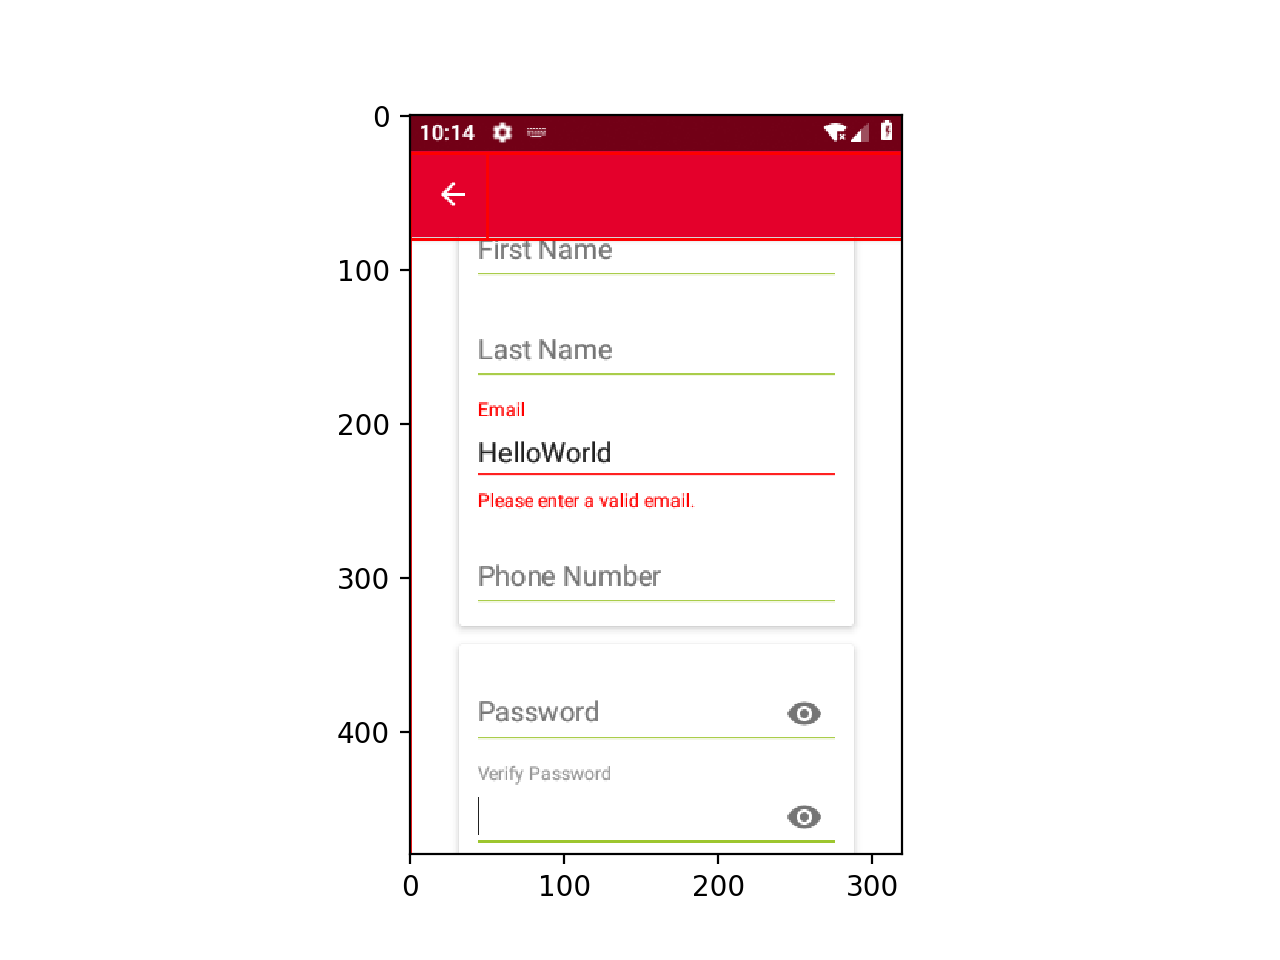 0
10:14
First Name
100
Last Name
Email
200
HelloWorld
Please enter a valid email.
Phone Number
300
Password
400
Verify Password
0 100 200 300